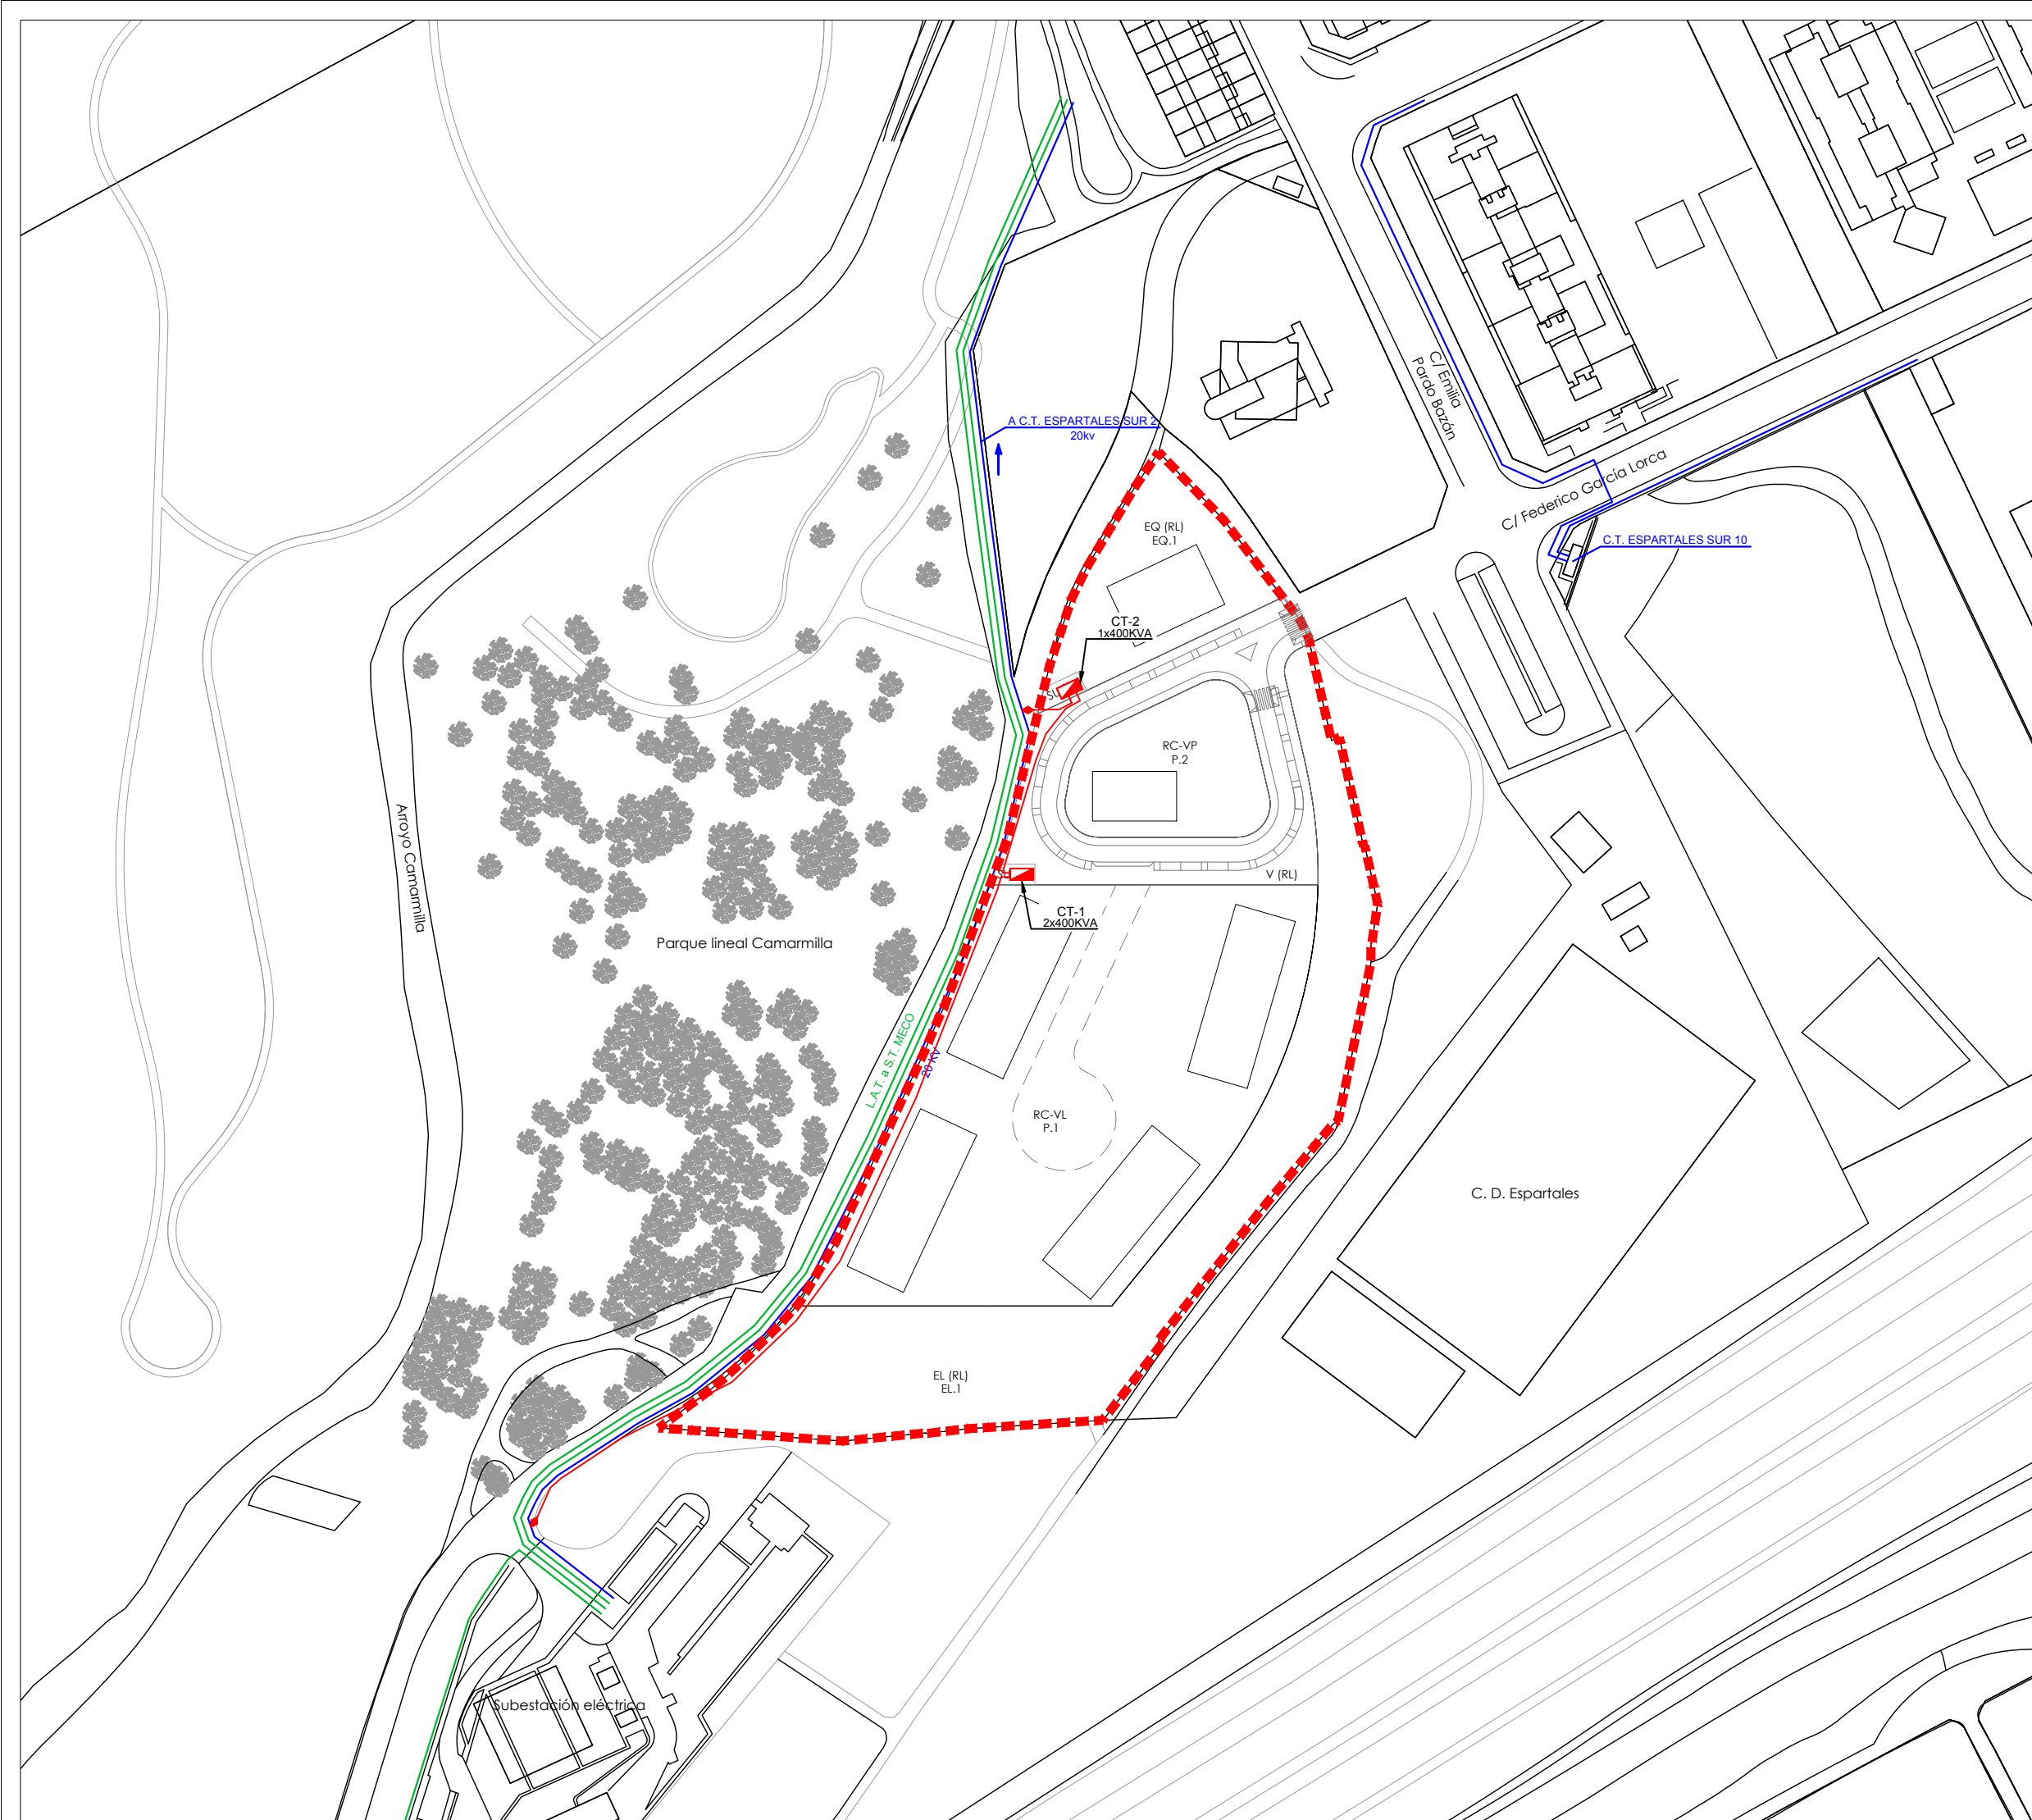 C/ Emilia
Pardo Bazán
A C.T. ESPARTALES SUR 2
20kv
C/ Federico García Lorca
EQ (RL)
EQ.1
C.T. ESPARTALES SUR 10
CT-2
1x400KVA
SU
RC-VP
P.2
Arroyo Camarmilla
V (RL)
CT-1
2x400KVA
Parque lineal Camarmilla
L.A.T. a S.T. MECO
20 KV
RC-VL
P.1
C. D. Espartales
EL (RL)
EL.1
Subestación eléctrica